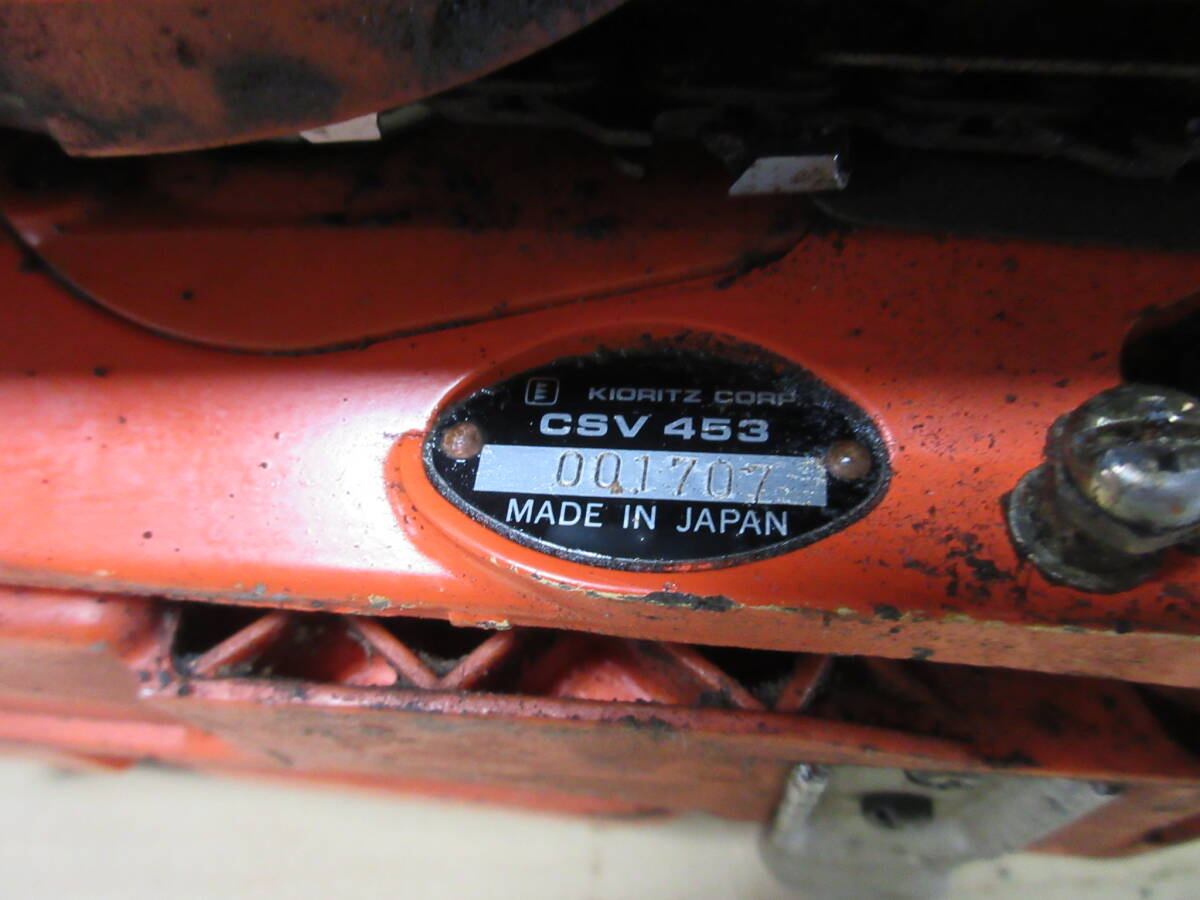 E KIORITZ CORP.
CSV 453
001707
MADE IN JAPAN